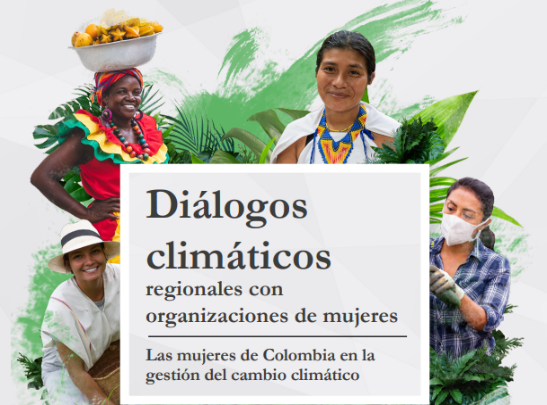 Diálogos
climáticos
regionales con
organizaciones de mujeres
Las mujeres de Colombia en la
gestión del cambio climático